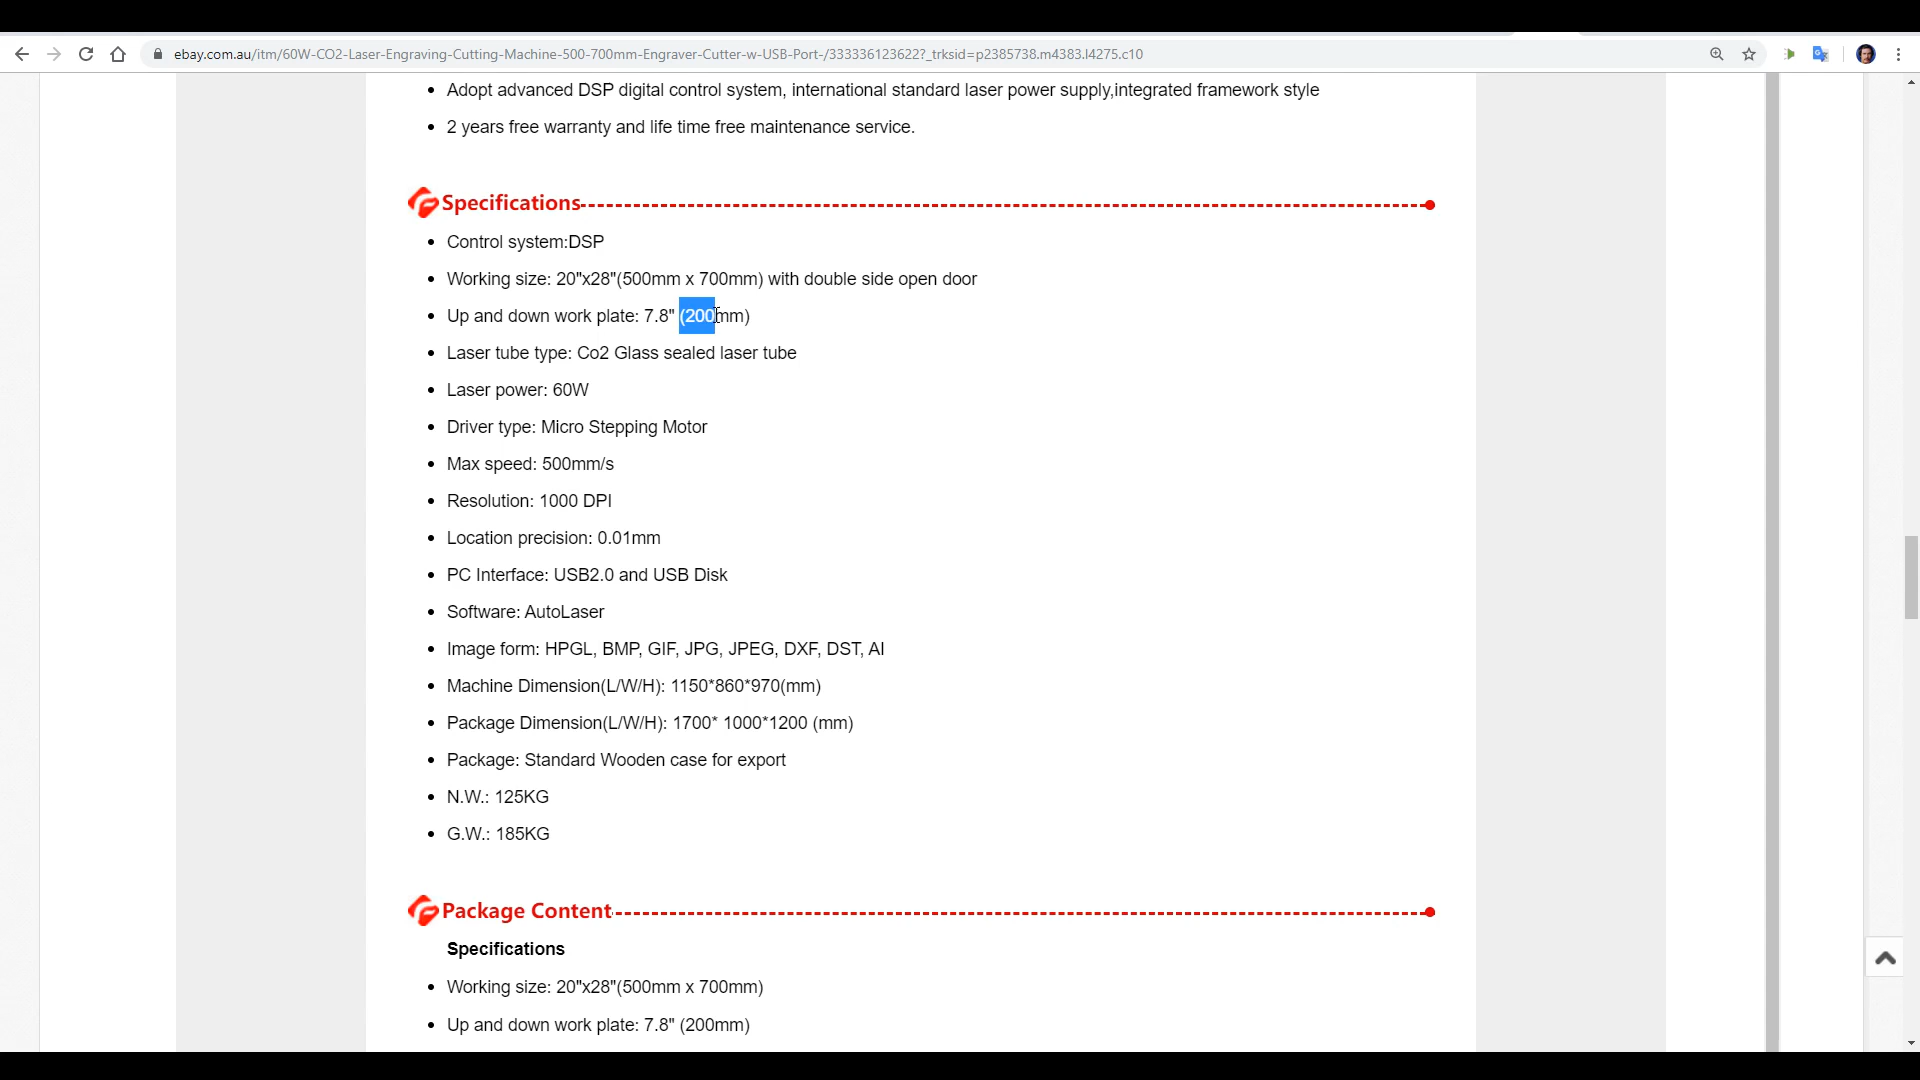 ebay.com.au/itm/60W-CO2-Laser-Engraving-Cutting-Machine-500-700mm-Engraver-Cutter-w-USB-Port-/333336123622?_trksid=p2385738.m4383.l4275.c10
Adopt advanced DSP digital control system, international standard laser power supply,integrated framework style
2 years free warranty and life time free maintenance service.
Specifications
Control system:DSP
Working size: 20"x28"(500mm x 700mm) with double side open door
Up and down work plate: 7.8" (200mm)
Laser tube type: Co2 Glass sealed laser tube
Laser power: 60W
Driver type: Micro Stepping Motor
Max speed: 500mm/s
Resolution: 1000 DPI
Location precision: 0.01mm
PC Interface: USB2.0 and USB Disk
Software: AutoLaser
Image form: HPGL, BMP, GIF, JPG, JPEG, DXF, DST, AI
Machine Dimension(L/W/H): 1150*860*970(mm)
Package Dimension(L/W/H): 1700* 1000*1200 (mm)
Package: Standard Wooden case for export
N.W.: 125KG
G.W.: 185KG
Package Content
Specifications
Working size: 20"x28"(500mm x 700mm)
Up and down work plate: 7.8" (200mm)